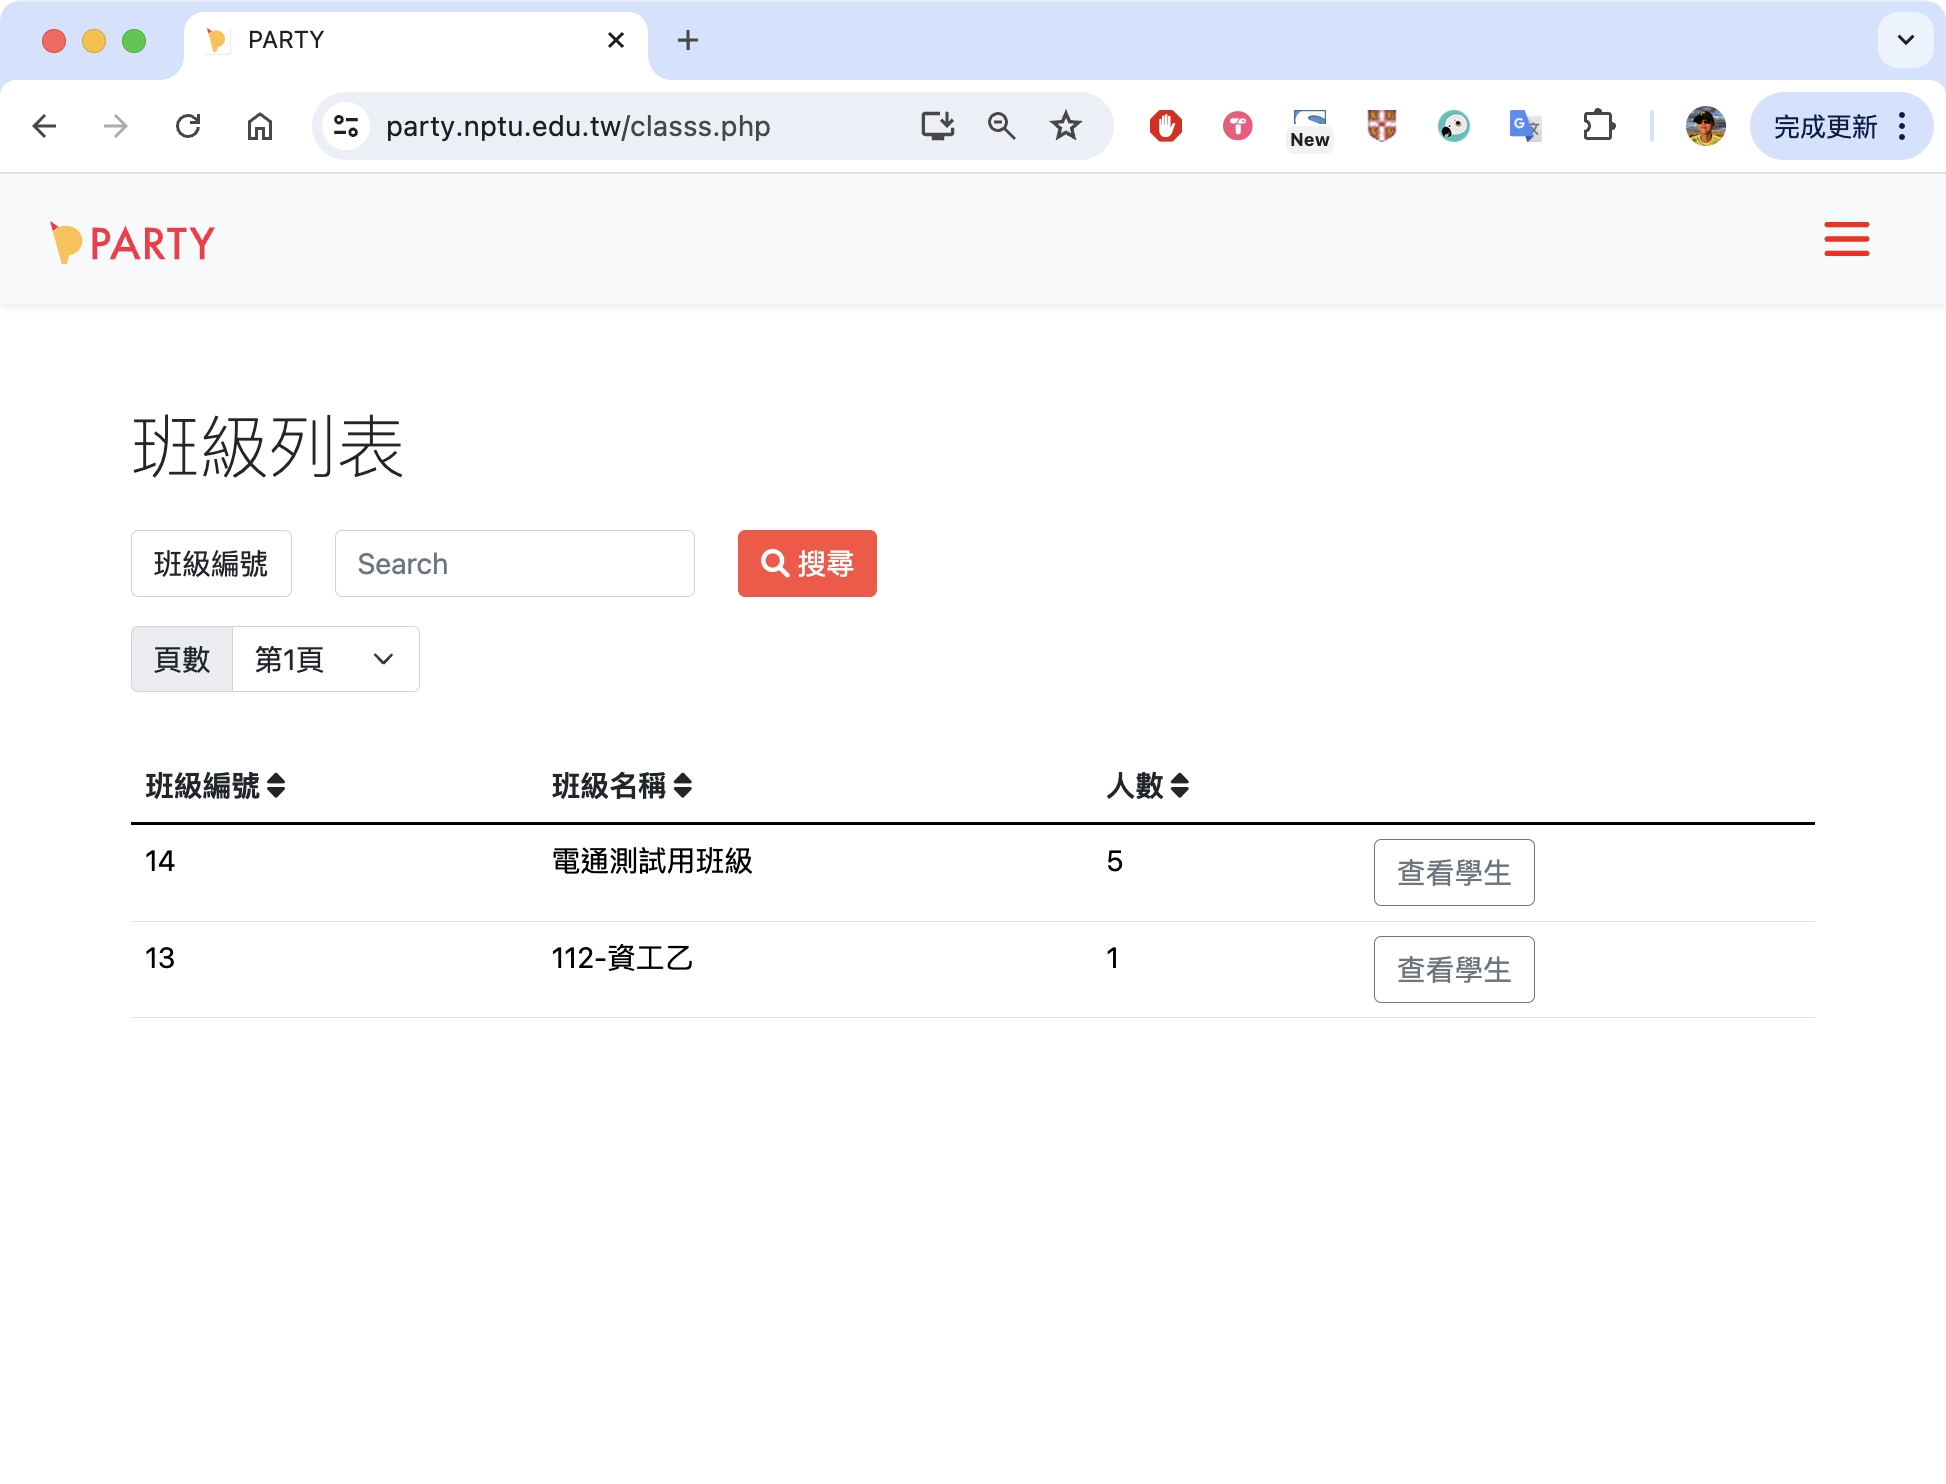 PARTY
party.nptu.edu.tw/classs.php
New
完成更新
PARTY
班級列表
班級編號
Search
搜尋
頁數
第1頁
班級編號 班級名稱 人數
14 電通測試用班級 5 查看學生
13 112-資工乙 1 查看學生